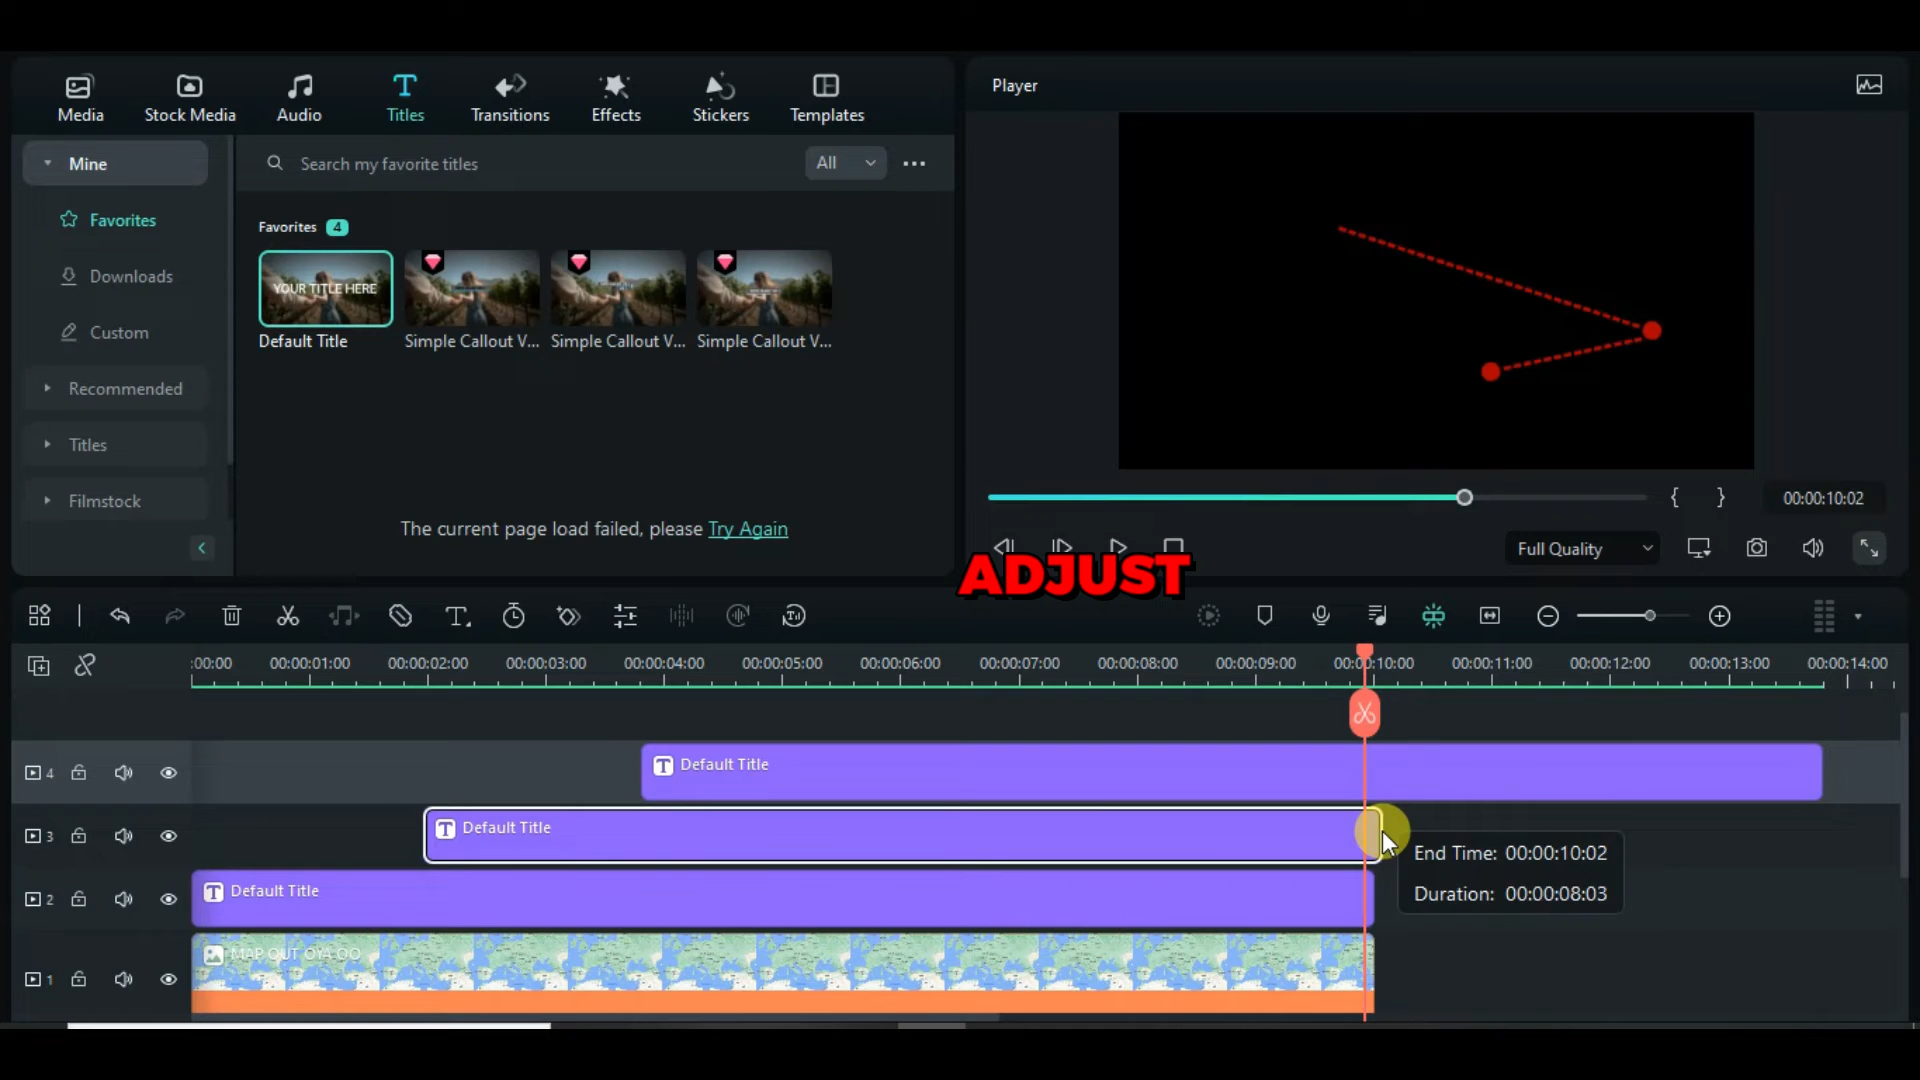 Media
Stock Media
Audio
Titles
Transitions
Effects
Stickers
Templates
Player
Mine
Search my favorite titles
All
Favorites
Downloads
Custom
Recommended
Titles
Filmstock
Favorites 4
YOUR TITLE HERE
Default Title
Simple Callout V...
Simple Callout V...
Simple Callout V...
The current page load failed, please Try Again
{ }
00:00:10:02
Full Quality
ADJUST
:00:00 00:00:01:00 00:00:02:00 00:00:03:00 00:00:04:00 00:00:05:00 00:00:06:00 00:00:07:00 00:00:08:00 00:00:09:00 00:00:10:00 00:00:11:00 00:00:12:00 00:00:13:00 00:00:14:00
4
T Default Title
3
T Default Title
End Time: 00:00:10:02
Duration: 00:00:08:03
2
T Default Title
1
MAP OUT OYA OO